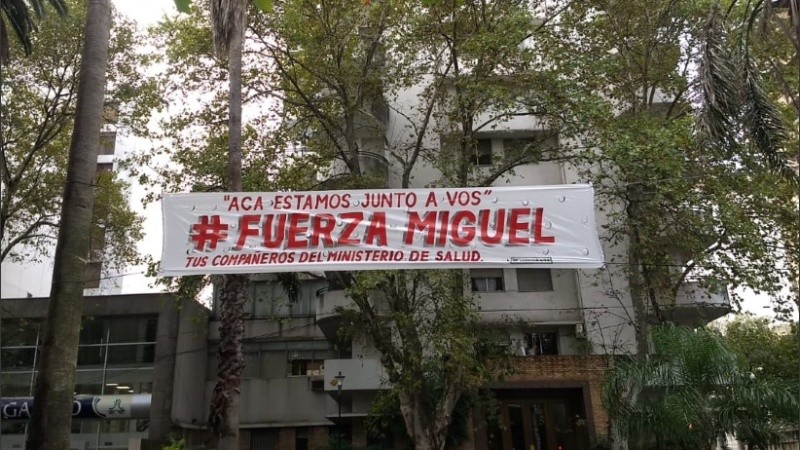 "ACA ESTAMOS JUNTO A VOS"
# FUERZA MIGUEL
TUS COMPAÑEROS DEL MINISTERIO DE SALUD.